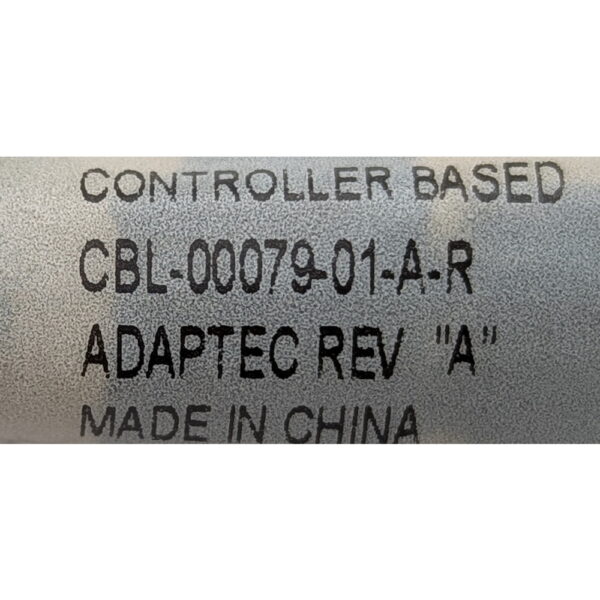 CONTROLLER BASED
CBL-00079-01-A-R
ADAPTEC REV "A"
MADE IN CHINA